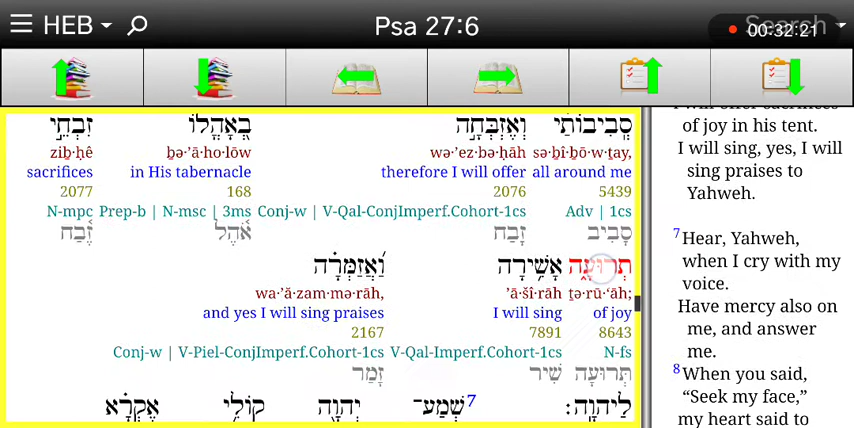 HEB
Psa 27:6
Search
00:32:21
סְֽבִיבוֹתַ֗י וְאֶזְבְּחָ֣ה בְ֭אָהֳלוֹ זִבְחֵ֣י
ziḇ·ḥê bə·’ā·ho·lōw wə·’ez·bə·ḥāh sə·ḇî·ḇō·w·ṯay,
sacrifices in His tabernacle therefore I will offer all around me
2077 168 2076 5439
N-mpc Prep-b | N-msc | 3ms Conj-w | V-Qal-ConjImperf.Cohort-1cs Adv | 1cs
סָבִיב זָבַח אֹ֫הֶל זֶ֫בַח
תְרוּעָ֑ה אָשִׁ֥ירָה וַ֝אֲזַמְּרָ֗ה
wa·’ă·zam·mə·rāh, ’ā·šî·rāh ṯə·rū·‘āh;
and yes I will sing praises I will sing of joy
2167 7891 8643
Conj-w | V-Piel-ConjImperf.Cohort-1cs V-Qal-Imperf.Cohort-1cs N-fs
תְּרוּעָה שִׁיר זָמַר
לַיהוָֽה׃ 7 שְׁמַע־ יְהוָ֖ה קוֹלִ֥י אֶקְרָ֗א
of joy in his tent.
I will sing, yes, I will
sing praises to
Yahweh.
7 Hear, Yahweh,
when I cry with my
voice.
Have mercy also on
me, and answer
me.
8 When you said,
“Seek my face,”
my heart said to